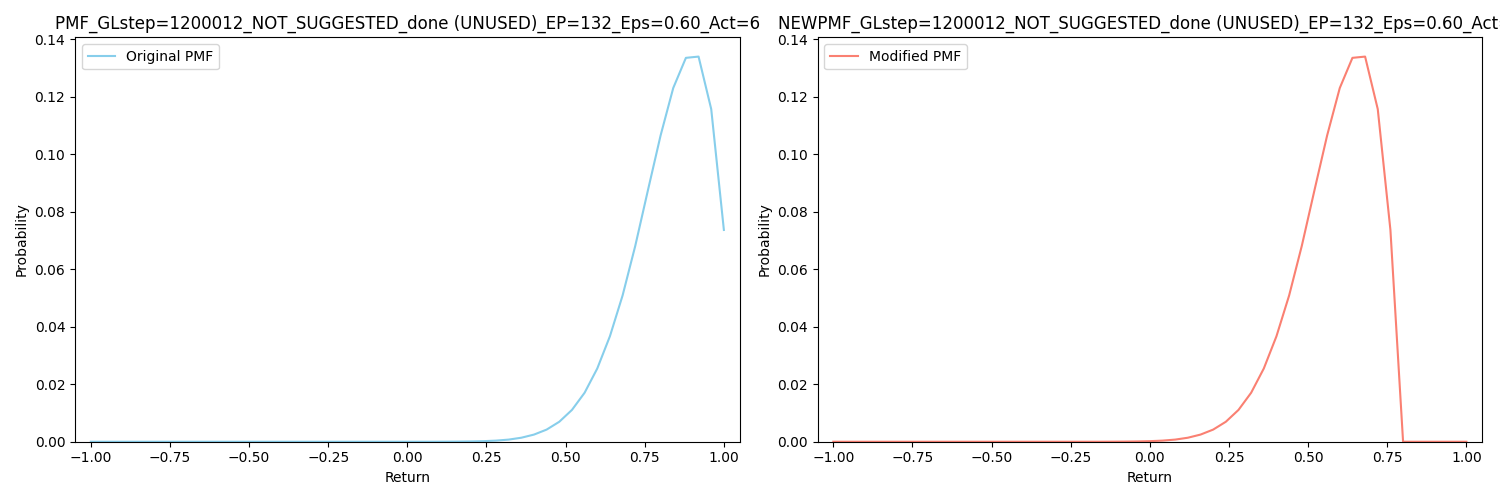 PMF_GLstep=1200012_NOT_SUGGESTED_done (UNUSED)_EP=132_Eps=0.60_Act=6
Original PMF
Probability
0.14
0.12
0.10
0.08
0.06
0.04
0.02
0.00
−1.00 −0.75 −0.50 −0.25 0.00 0.25 0.50 0.75 1.00
Return
NEWPMF_GLstep=1200012_NOT_SUGGESTED_done (UNUSED)_EP=132_Eps=0.60_Act
Modified PMF
Probability
0.14
0.12
0.10
0.08
0.06
0.04
0.02
0.00
−1.00 −0.75 −0.50 −0.25 0.00 0.25 0.50 0.75 1.00
Return